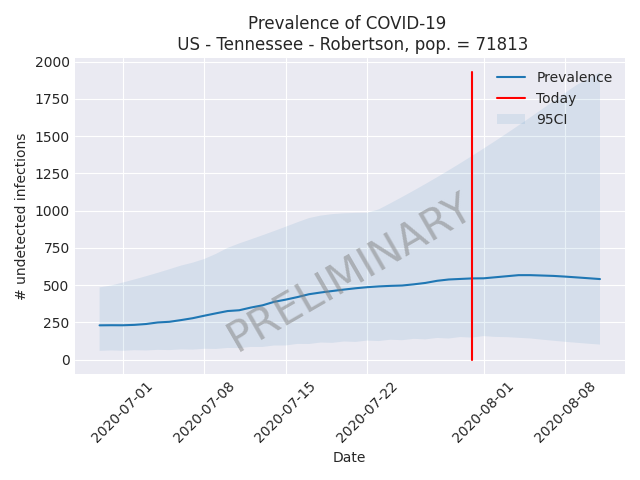 Prevalence of COVID-19
US - Tennessee - Robertson, pop. = 71813
2000
1750
1500
1250
1000
750
500
250
0
# undetected infections
Prevalence
Today
95CI
PRELIMINARY
2020-07-01
2020-07-08
2020-07-15
2020-07-22
2020-08-01
2020-08-08
Date